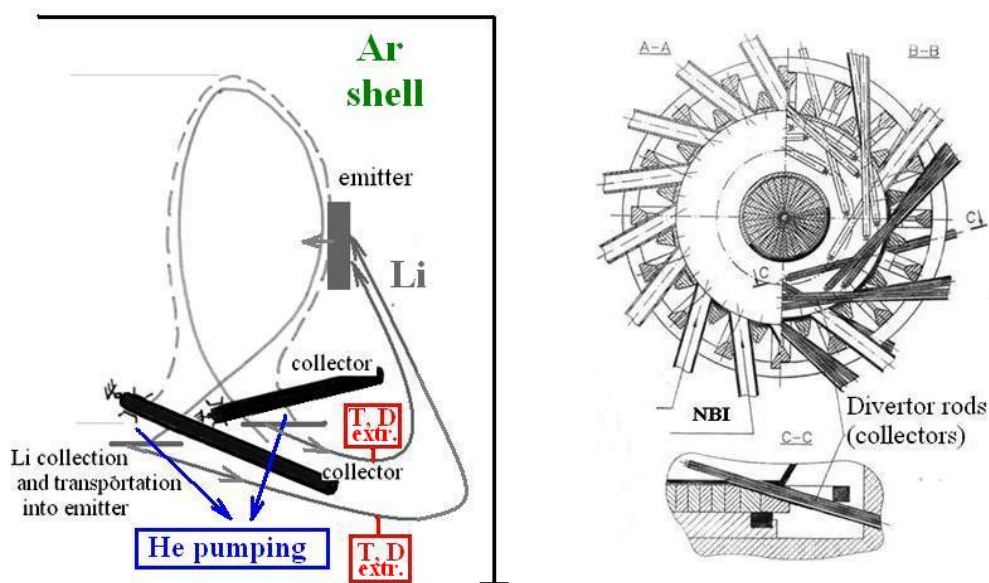 Ar
shell
emitter
Li
collector
T, D
extr.
collector
Li collection
and transportation
into emitter
He pumping
T, D
extr.
A-A
B-B
C
C
NBI
Divertor rods
(collectors)
C-C